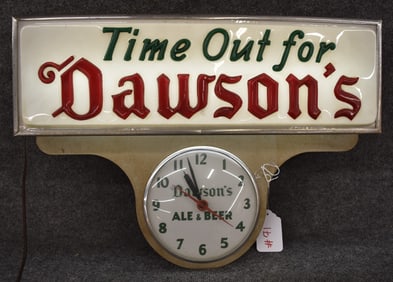 Time Out for
Dawson's
11 12 1
10 2
Dawson's
9 3
ALE & BEER
8 4
7 6 5